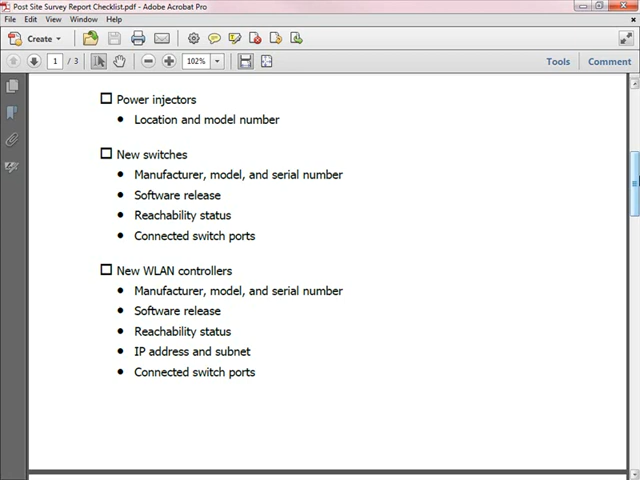 Post Site Survey Report Checklist.pdf - Adobe Acrobat Pro
File Edit View Window Help
Create
1 / 3 102% Tools Comment
Power injectors
• Location and model number
New switches
• Manufacturer, model, and serial number
• Software release
• Reachability status
• Connected switch ports
New WLAN controllers
• Manufacturer, model, and serial number
• Software release
• Reachability status
• IP address and subnet
• Connected switch ports